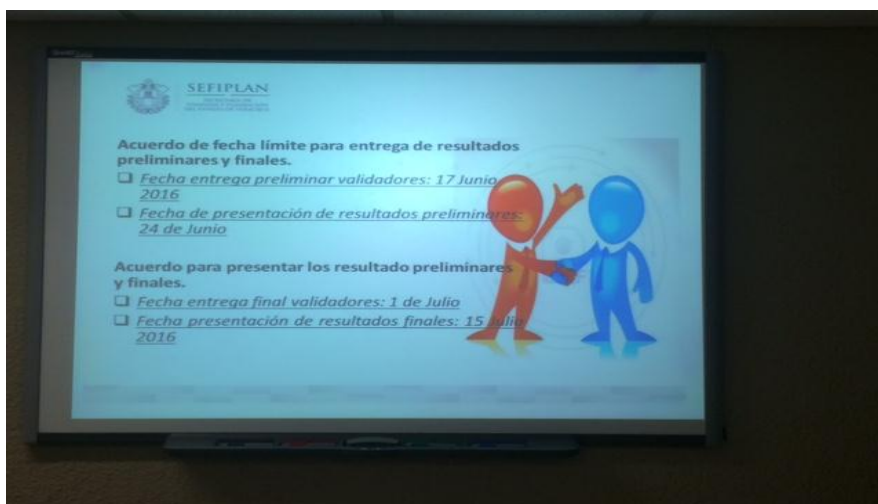 SEFIPLAN
Acuerdo de fecha límite para entrega de resultados
preliminares y finales.
Fecha entrega preliminar validadores: 17 Junio
2016
Fecha de presentación de resultados preliminares:
24 de Junio
Acuerdo para presentar los resultado preliminares
y finales.
Fecha entrega final validadores: 1 de Julio
Fecha presentación de resultados finales: 15 Julio
2016